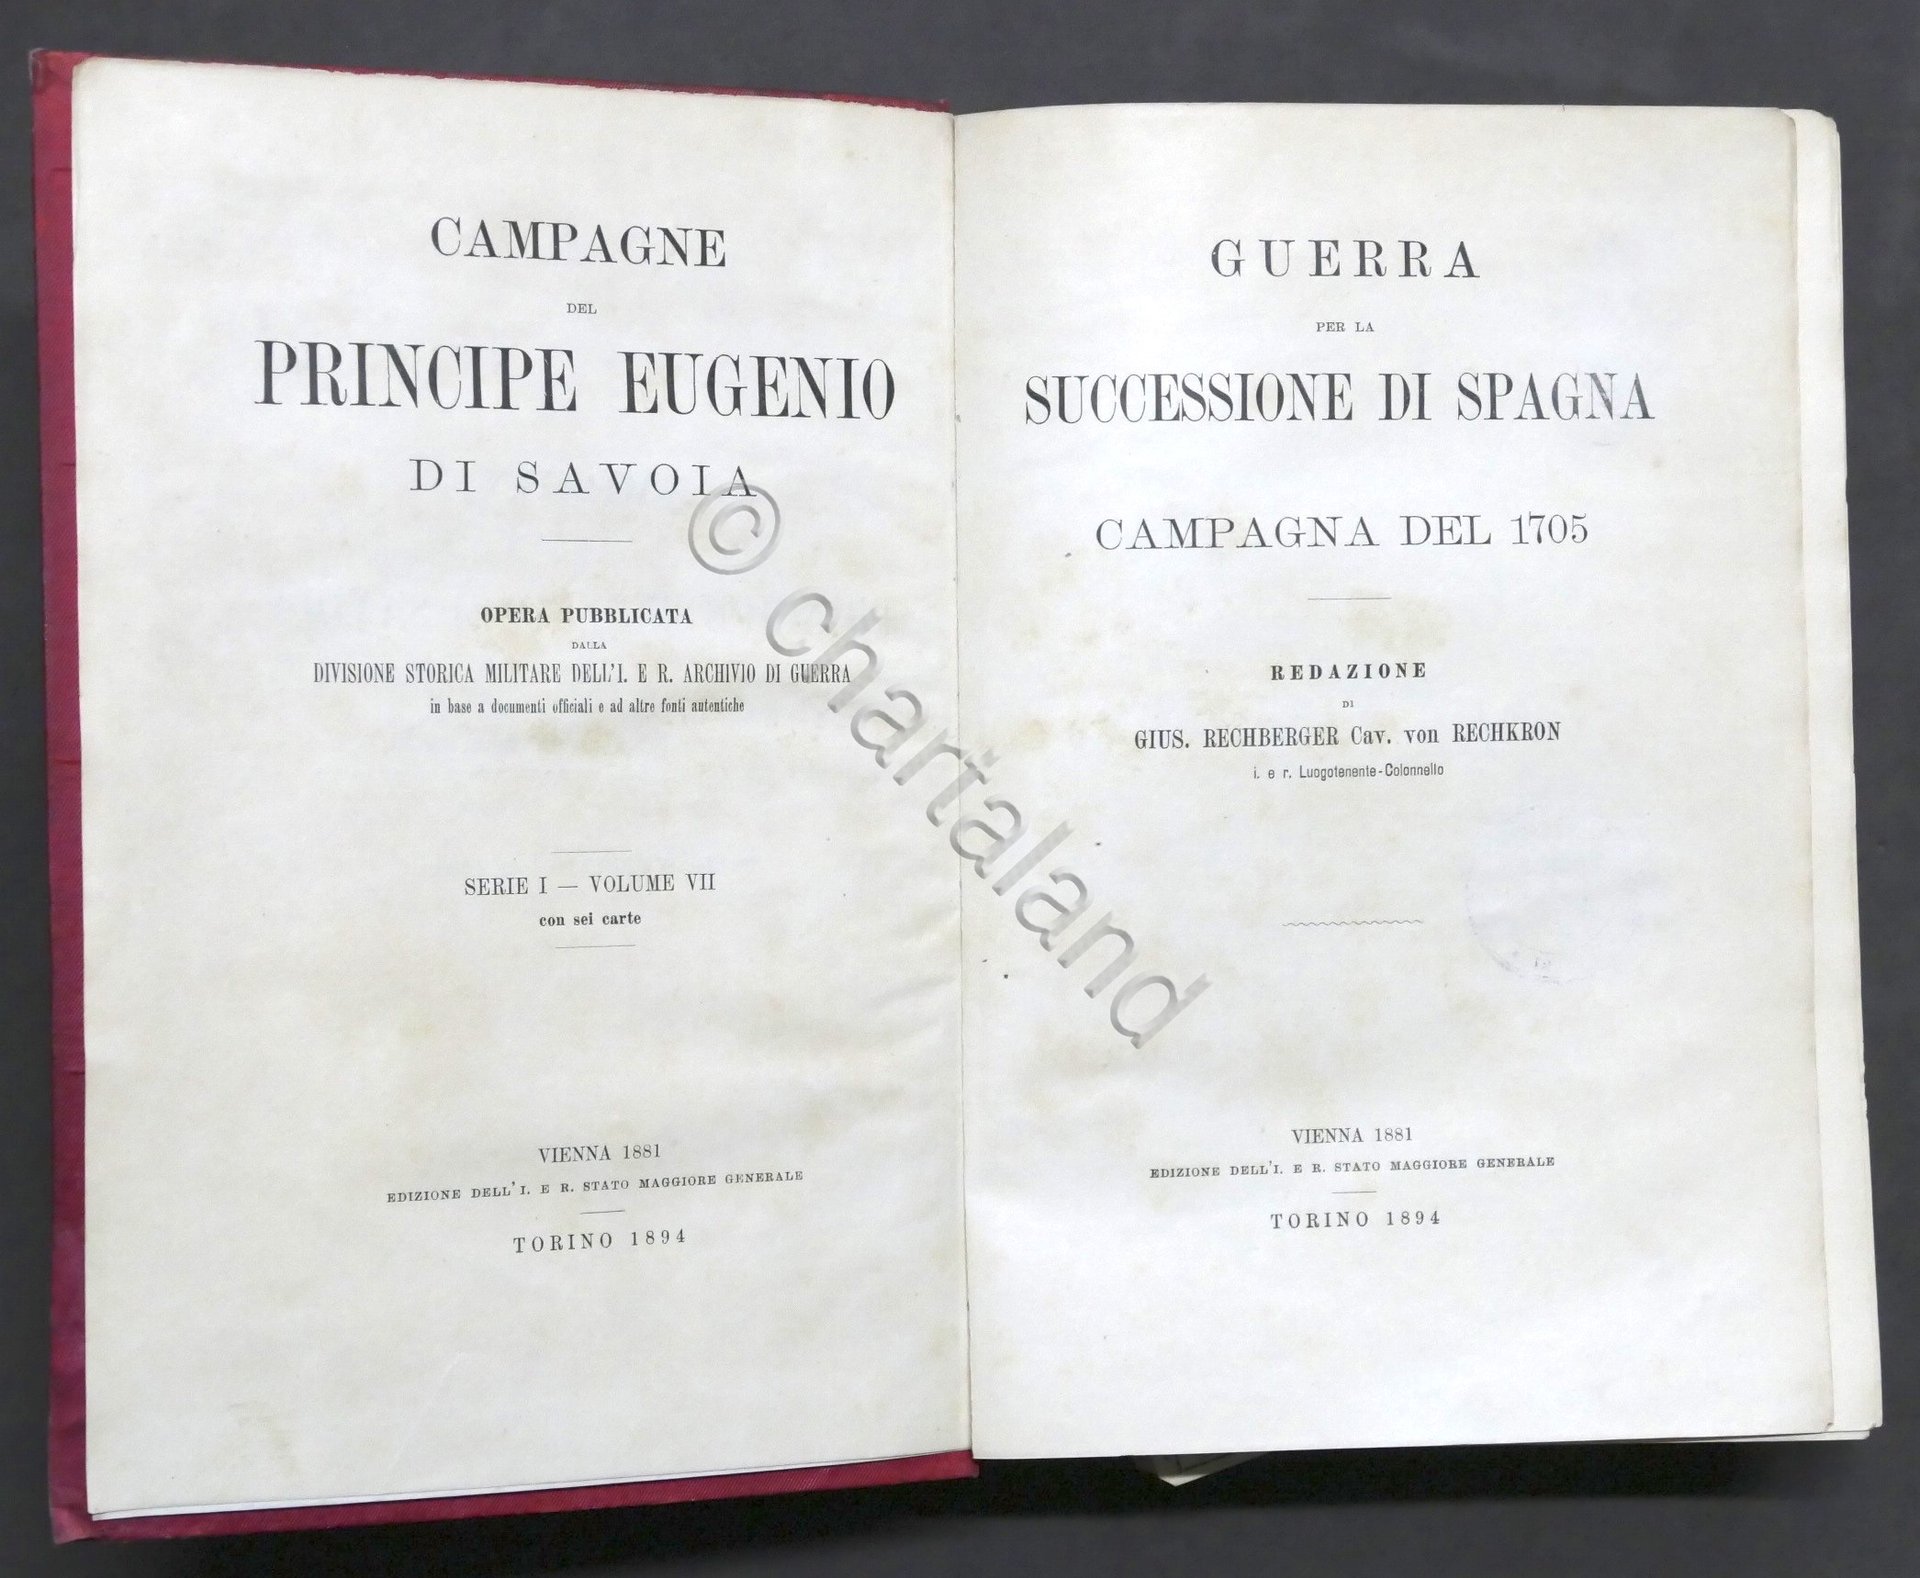 CAMPAGNE
DEL
PRINCIPE EUGENIO
DI SAVOIA
OPERA PUBBLICATA
DALLA
DIVISIONE STORICA MILITARE DELL'I. E R. ARCHIVIO DI GUERRA
in base a documenti officiali e ad altre fonti autentiche
SERIE I — VOLUME VII
con sei carte
VIENNA 1881
EDIZIONE DELL'I. E R. STATO MAGGIORE GENERALE
TORINO 1894
GUERRA
PER LA
SUCCESSIONE DI SPAGNA
CAMPAGNA DEL 1705
REDAZIONE
DI
GIUS. RECHBERGER Cav. von RECHKRON
i. e r. Luogotenente-Colonnello
VIENNA 1881
EDIZIONE DELL'I. E R. STATO MAGGIORE GENERALE
TORINO 1894
© chartaland